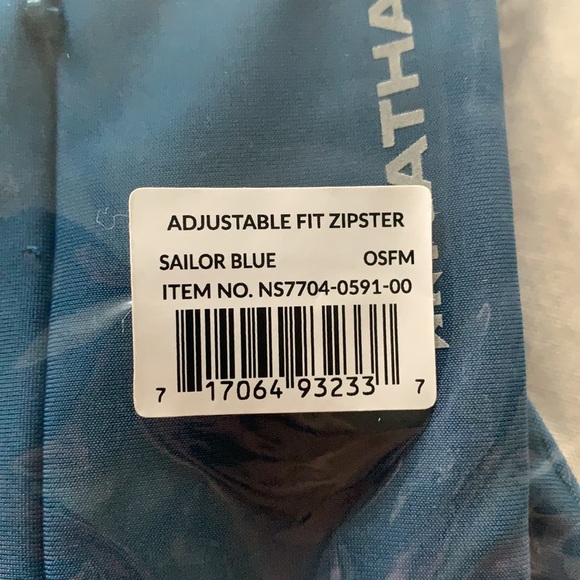 ADJUSTABLE FIT ZIPSTER
SAILOR BLUE OSFM
ITEM NO. NS7704-0591-00
7 17064 93233 7